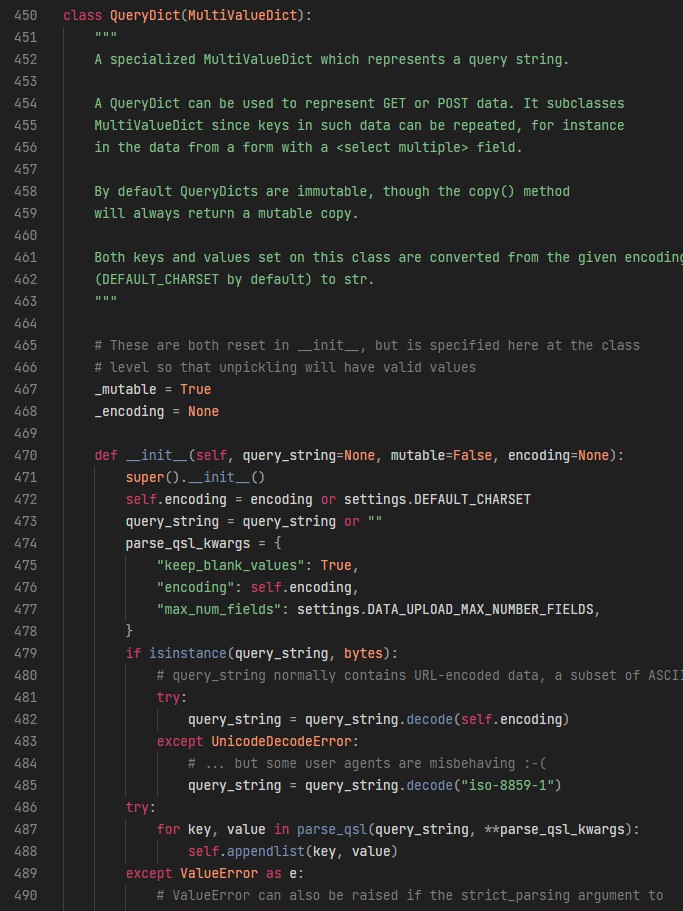 450 class QueryDict(MultiValueDict):
451     """
452     A specialized MultiValueDict which represents a query string.
453
454     A QueryDict can be used to represent GET or POST data. It subclasses
455     MultiValueDict since keys in such data can be repeated, for instance
456     in the data from a form with a <select multiple> field.
457
458     By default QueryDicts are immutable, though the copy() method
459     will always return a mutable copy.
460
461     Both keys and values set on this class are converted from the given encoding
462     (DEFAULT_CHARSET by default) to str.
463     """
464
465     # These are both reset in __init__, but is specified here at the class
466     # level so that unpickling will have valid values
467     _mutable = True
468     _encoding = None
469
470     def __init__(self, query_string=None, mutable=False, encoding=None):
471         super().__init__()
472         self.encoding = encoding or settings.DEFAULT_CHARSET
473         query_string = query_string or ""
474         parse_qsl_kwargs = {
475             "keep_blank_values": True,
476             "encoding": self.encoding,
477             "max_num_fields": settings.DATA_UPLOAD_MAX_NUMBER_FIELDS,
478         }
479         if isinstance(query_string, bytes):
480             # query_string normally contains URL-encoded data, a subset of ASCII
481             try:
482                 query_string = query_string.decode(self.encoding)
483             except UnicodeDecodeError:
484                 # ... but some user agents are misbehaving :-(
485                 query_string = query_string.decode("iso-8859-1")
486         try:
487             for key, value in parse_qsl(query_string, **parse_qsl_kwargs):
488                 self.appendlist(key, value)
489         except ValueError as e:
490             # ValueError can also be raised if the strict_parsing argument to